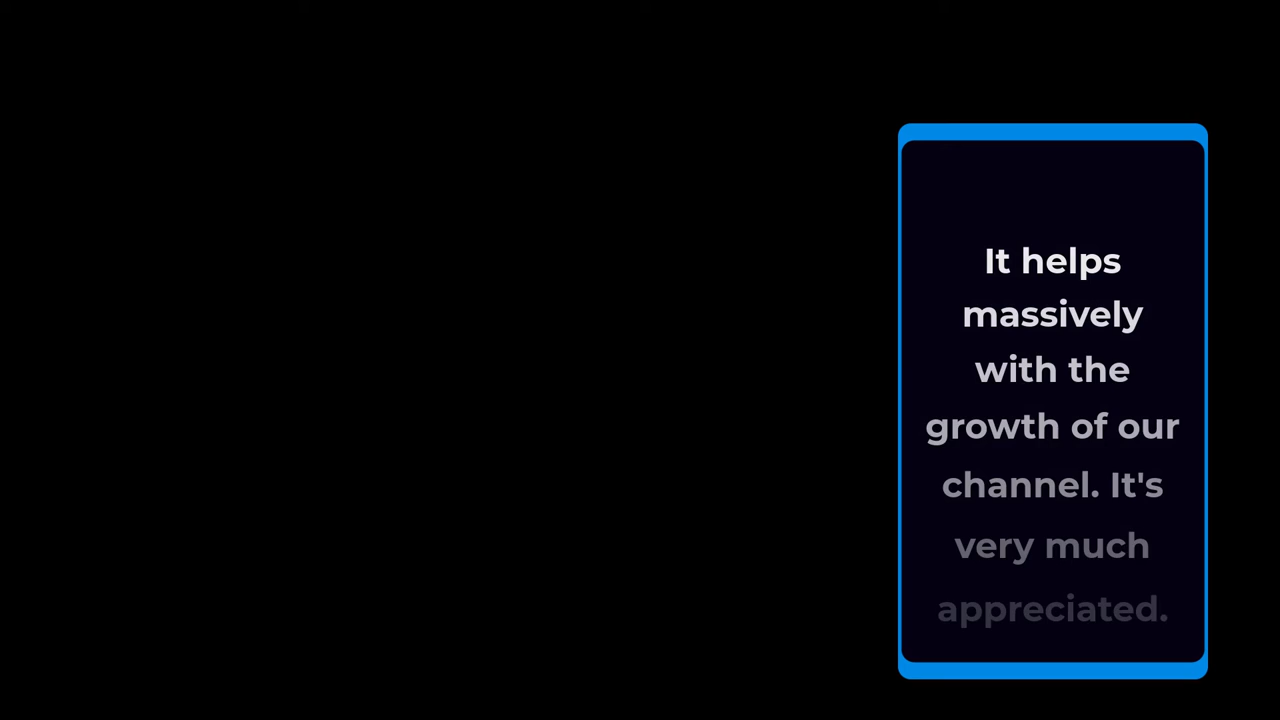 It helps
massively
with the
growth of our
channel. It's
very much
appreciated.